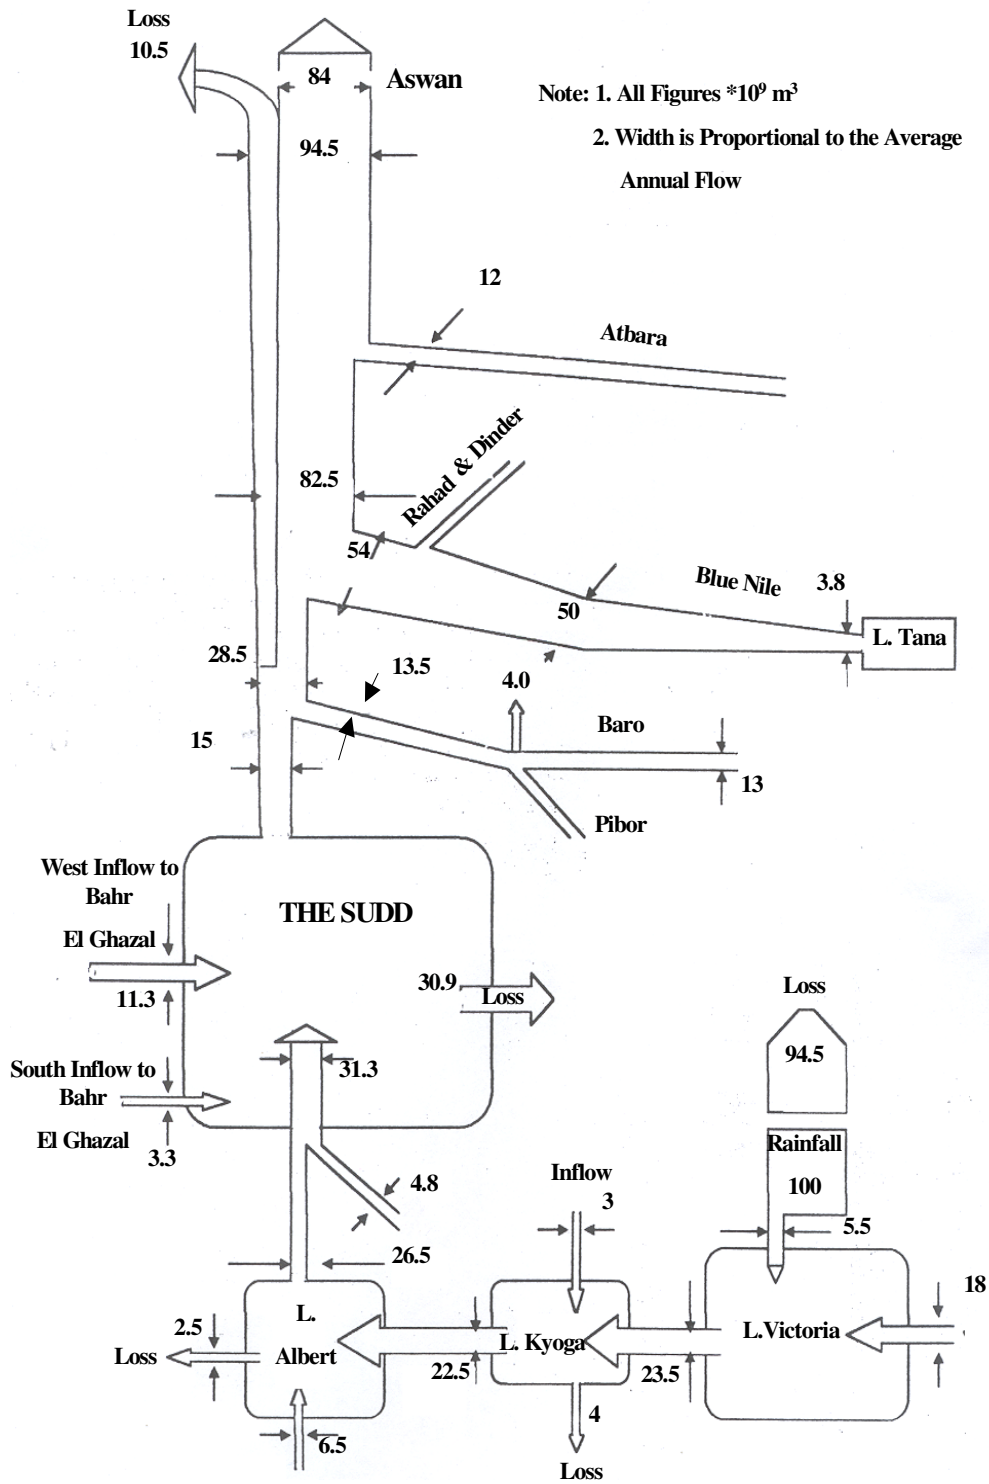 Loss
10.5
84
Aswan
Note: 1. All Figures *10⁹ m³
2. Width is Proportional to the Average
Annual Flow
94.5
12
Atbara
82.5
Rahad & Dinder
54
Blue Nile
3.8
50
L. Tana
28.5
13.5
4.0
15
Baro
13
Pibor
West Inflow to
Bahr
El Ghazal
11.3
THE SUDD
30.9
Loss
South Inflow to
Bahr
El Ghazal
3.3
31.3
4.8
26.5
Loss
94.5
Rainfall
100
5.5
Inflow
3
18
L.
Albert
2.5
Loss
6.5
22.5
L. Kyoga
23.5
L.Victoria
4
Loss